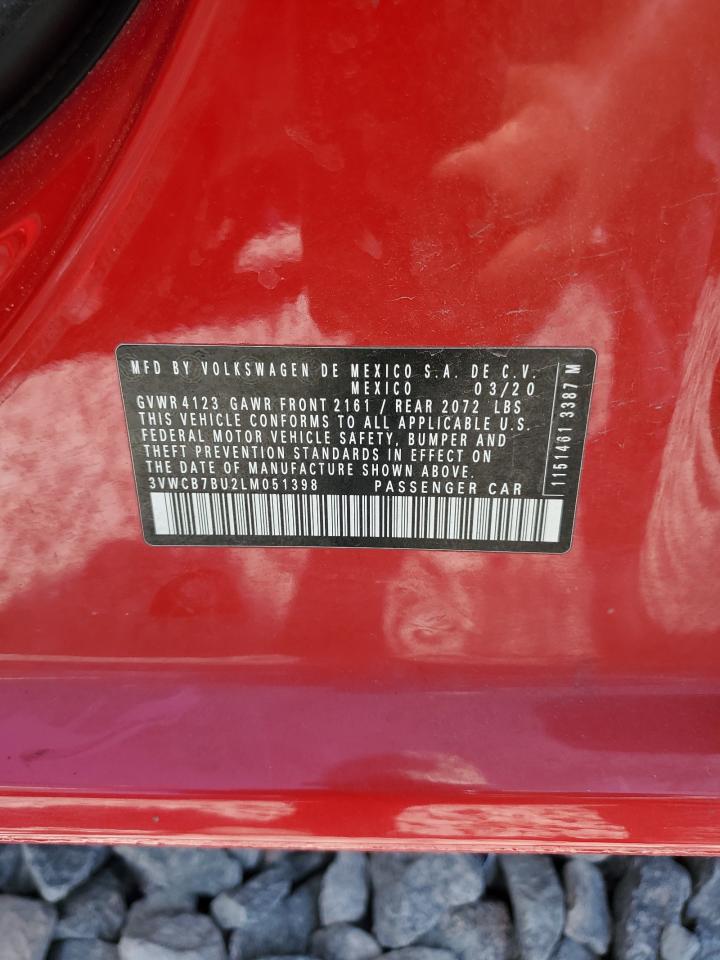 MFD BY VOLKSWAGEN DE MEXICO S.A. DE C.V.
MEXICO 03/20
GVWR 4123 GAWR FRONT 2161 / REAR 2072 LBS
THIS VEHICLE CONFORMS TO ALL APPLICABLE U.S.
FEDERAL MOTOR VEHICLE SAFETY, BUMPER AND
THEFT PREVENTION STANDARDS IN EFFECT ON
THE DATE OF MANUFACTURE SHOWN ABOVE.
3VWCB7BU2LM051398 PASSENGER CAR
1151461 3387 M